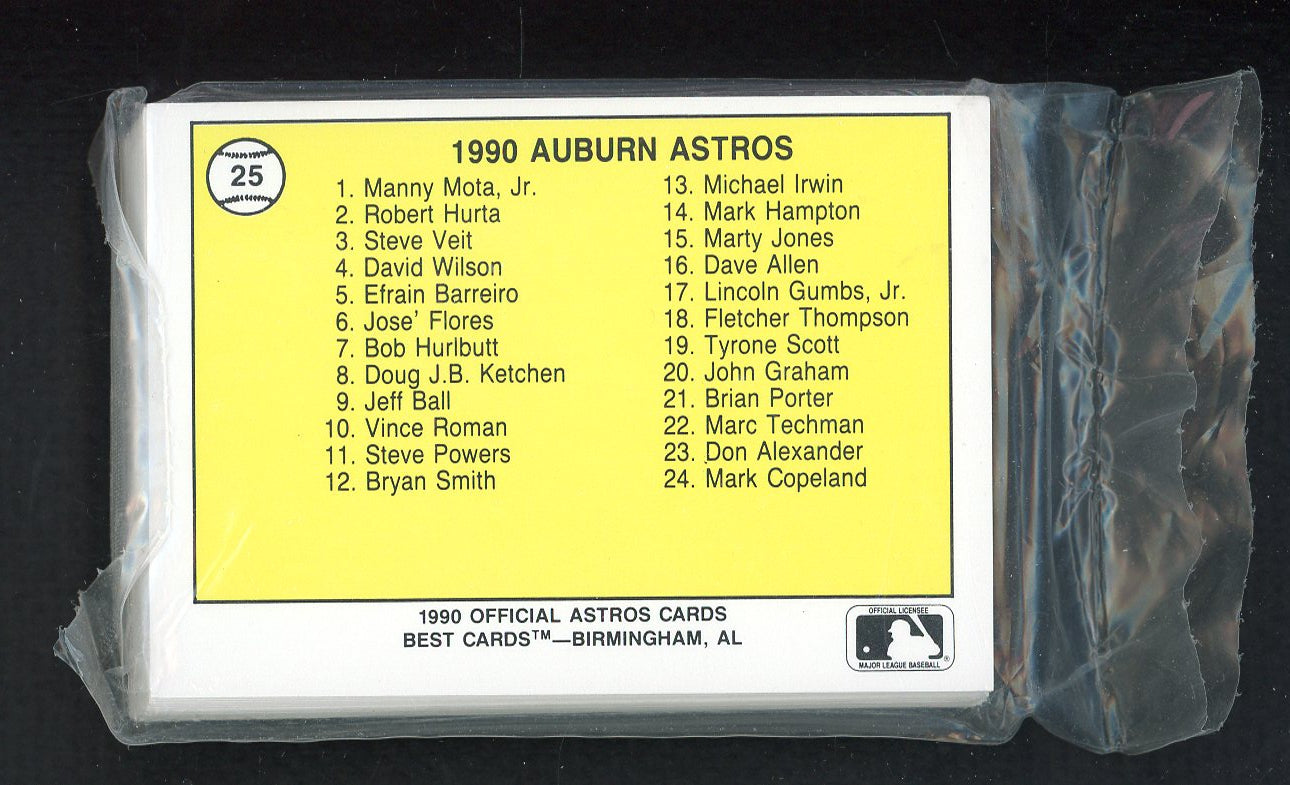 25
1990 AUBURN ASTROS
1. Manny Mota, Jr.
2. Robert Hurta
3. Steve Veit
4. David Wilson
5. Efrain Barreiro
6. Jose' Flores
7. Bob Hurlbutt
8. Doug J.B. Ketchen
9. Jeff Ball
10. Vince Roman
11. Steve Powers
12. Bryan Smith
13. Michael Irwin
14. Mark Hampton
15. Marty Jones
16. Dave Allen
17. Lincoln Gumbs, Jr.
18. Fletcher Thompson
19. Tyrone Scott
20. John Graham
21. Brian Porter
22. Marc Techman
23. Don Alexander
24. Mark Copeland
1990 OFFICIAL ASTROS CARDS
BEST CARDS™—BIRMINGHAM, AL
OFFICIAL LICENSEE
MAJOR LEAGUE BASEBALL®